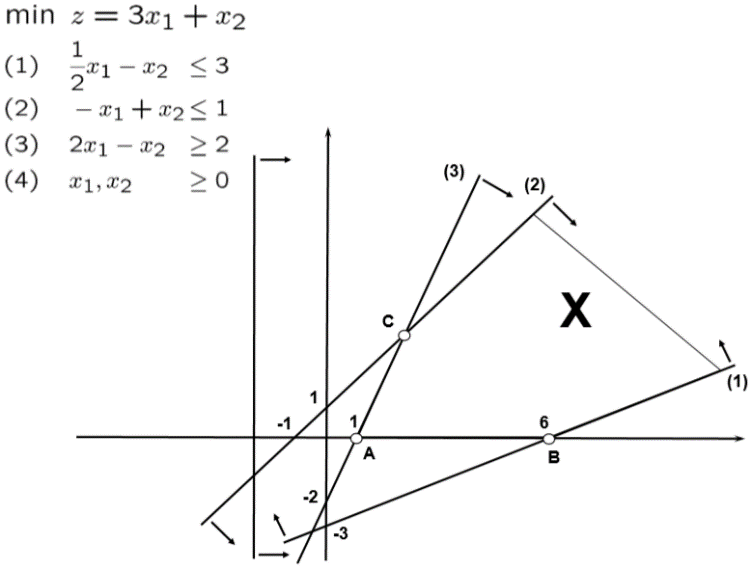 min z = 3x₁ + x₂
(1) 1/2 x₁ − x₂ ≤ 3
(2) − x₁ + x₂ ≤ 1
(3) 2x₁ − x₂ ≥ 2
(4) x₁, x₂ ≥ 0
(3)
(2)
C
X
(1)
1
-1
1
6
A
B
-2
-3